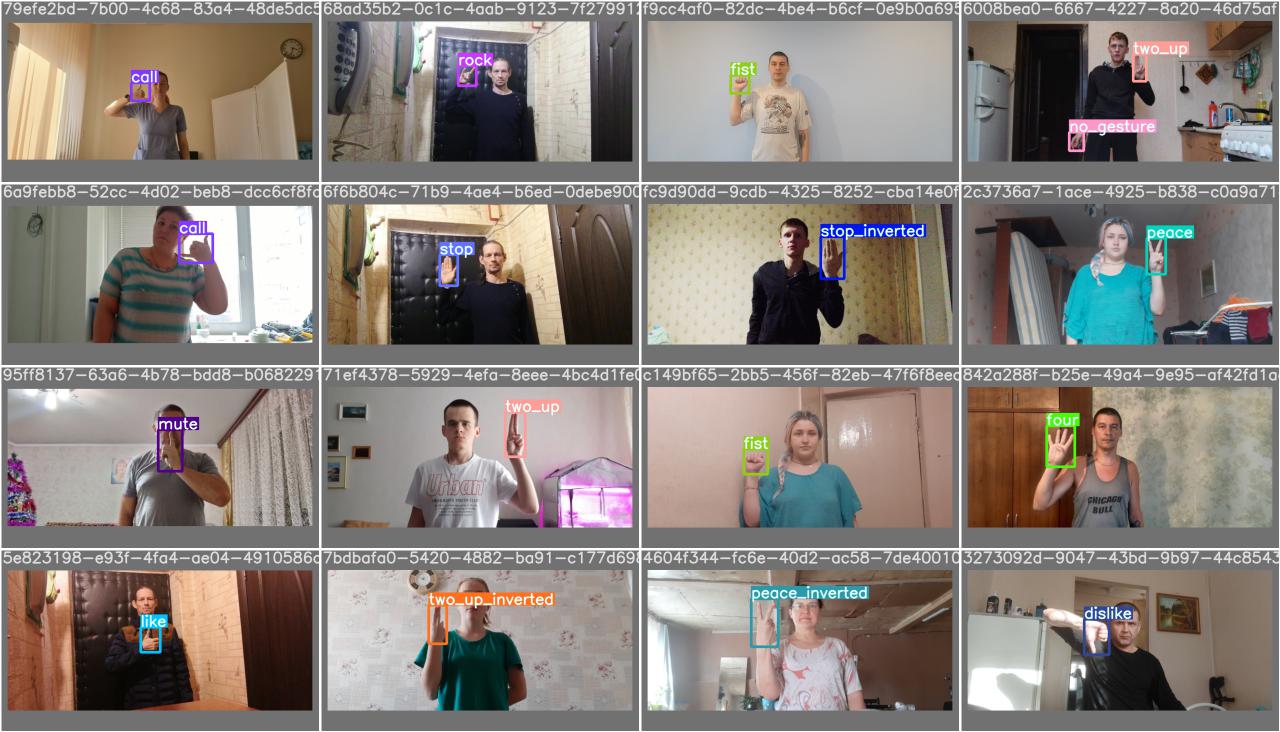 79efe2bd-7b00-4c68-83a4-48de5dc5
68ad35b2-0c1c-4aab-9123-7f279917
f9cc4af0-82dc-4be4-b6cf-0e9b0a695
6008bea0-6667-4227-8a20-46d75af
call
rock
fist
two_up
no_gesture
6a9febb8-52cc-4d02-beb8-dcc6cf8fd
6f6b804c-71b9-4ae4-b6ed-0debe900
fc9d90dd-9cdb-4325-8252-cba14e0f
2c3736a7-1ace-4925-b838-c0a9a71
call
stop
stop_inverted
peace
95ff8137-63a6-4b78-bdd8-b0682291
71ef4378-5929-4efa-8eee-4bc4d1fe0
c149bf65-2bb5-456f-82eb-47f6f8eed
842a288f-b25e-49a4-9e95-af42fd1a
mute
two_up
fist
four
Urban
CHICAGO
BULL
5e823198-e93f-4fa4-ae04-4910586d
7bdbafa0-5420-4882-ba91-c177d698
4604f344-fc6e-40d2-ac58-7de40010
3273092d-9047-43bd-9b97-44c8543
like
two_up_inverted
peace_inverted
dislike